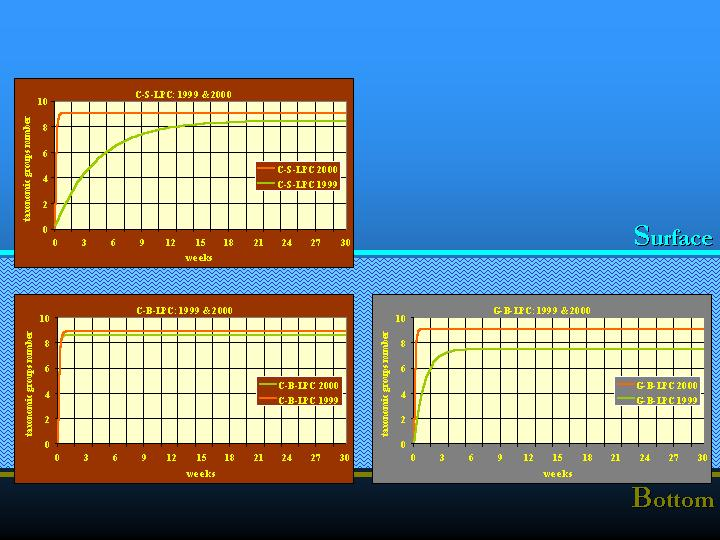 C-S-LPC: 1999 & 2000
taxonomic groups number
10
8
6
4
2
0
C-S-LPC 2000
C-S-LPC 1999
0 3 6 9 12 15 18 21 24 27 30
weeks
Surface
C-B-LPC: 1999 & 2000
taxonomic groups number
10
8
6
4
2
0
C-B-LPC 2000
C-B-LPC 1999
0 3 6 9 12 15 18 21 24 27 30
weeks
G-B-LPC: 1999 & 2000
taxonomic groups number
10
8
6
4
2
0
G-B-LPC 2000
G-B-LPC 1999
0 3 6 9 12 15 18 21 24 27 30
weeks
Bottom